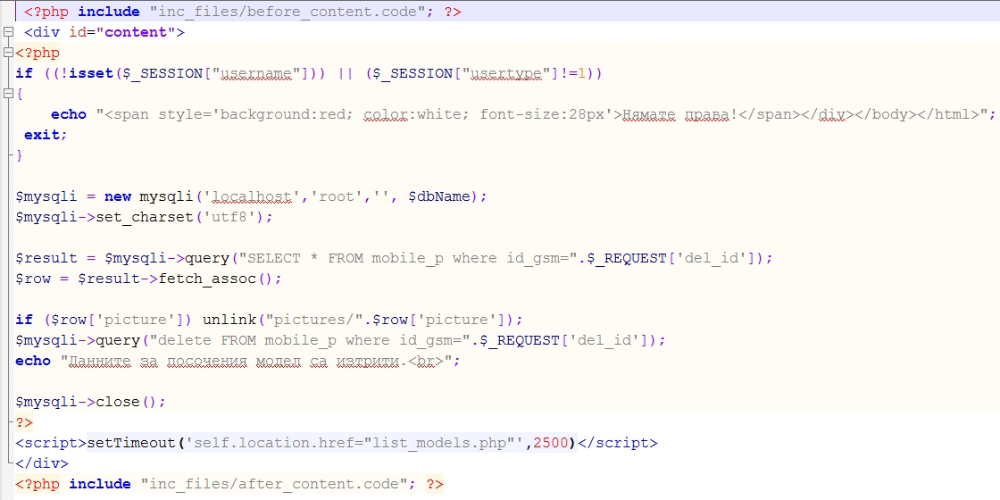 <?php include "inc_files/before_content.code"; ?>
<div id="content">
<?php
if ((!isset($_SESSION["username"])) || ($_SESSION["usertype"]!=1))
{
echo "<span style='background:red; color:white; font-size:28px'>Нямате права!</span></div></body></html>";
exit;
}
$mysqli = new mysqli('localhost','root','', $dbName);
$mysqli->set_charset('utf8');
$result = $mysqli->query("SELECT * FROM mobile_p where id_gsm=".$_REQUEST['del_id']);
$row = $result->fetch_assoc();
if ($row['picture']) unlink("pictures/".$row['picture']);
$mysqli->query("delete FROM mobile_p where id_gsm=".$_REQUEST['del_id']);
echo "Данните за посочения модел са изтрити.<br>";
$mysqli->close();
?>
<script>setTimeout('self.location.href="list_models.php"',2500)</script>
</div>
<?php include "inc_files/after_content.code"; ?>